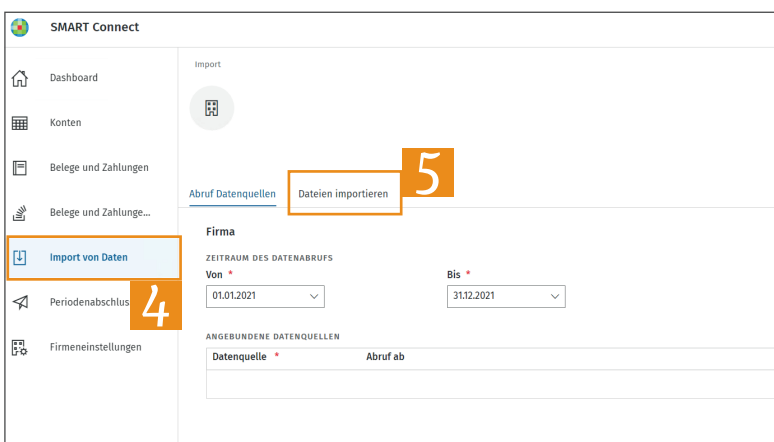 SMART Connect
Import
Dashboard
Konten
Belege und Zahlungen
Belege und Zahlunge...
Import von Daten
4
Periodenabschlus
Firmeneinstellungen
5
Abruf Datenquellen Dateien importieren
Firma
ZEITRAUM DES DATENABRUFS
Von * Bis *
01.01.2021 31.12.2021
ANGEBUNDENE DATENQUELLEN
Datenquelle * Abruf ab